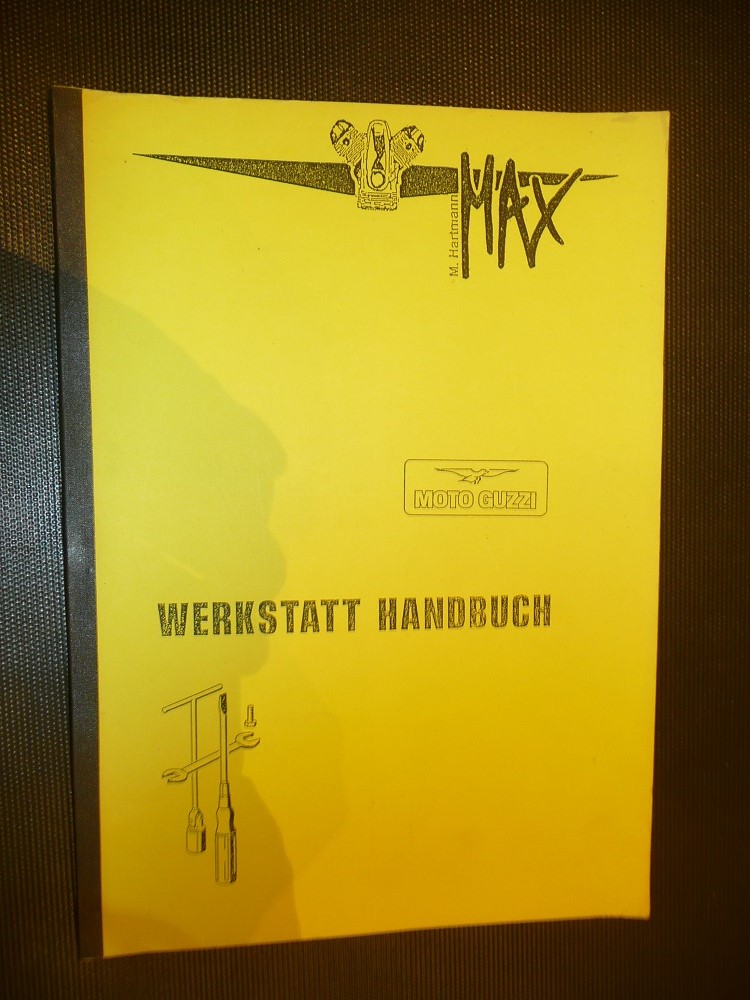 M. Hartmann
MAX
MOTO GUZZI
WERKSTATT HANDBUCH